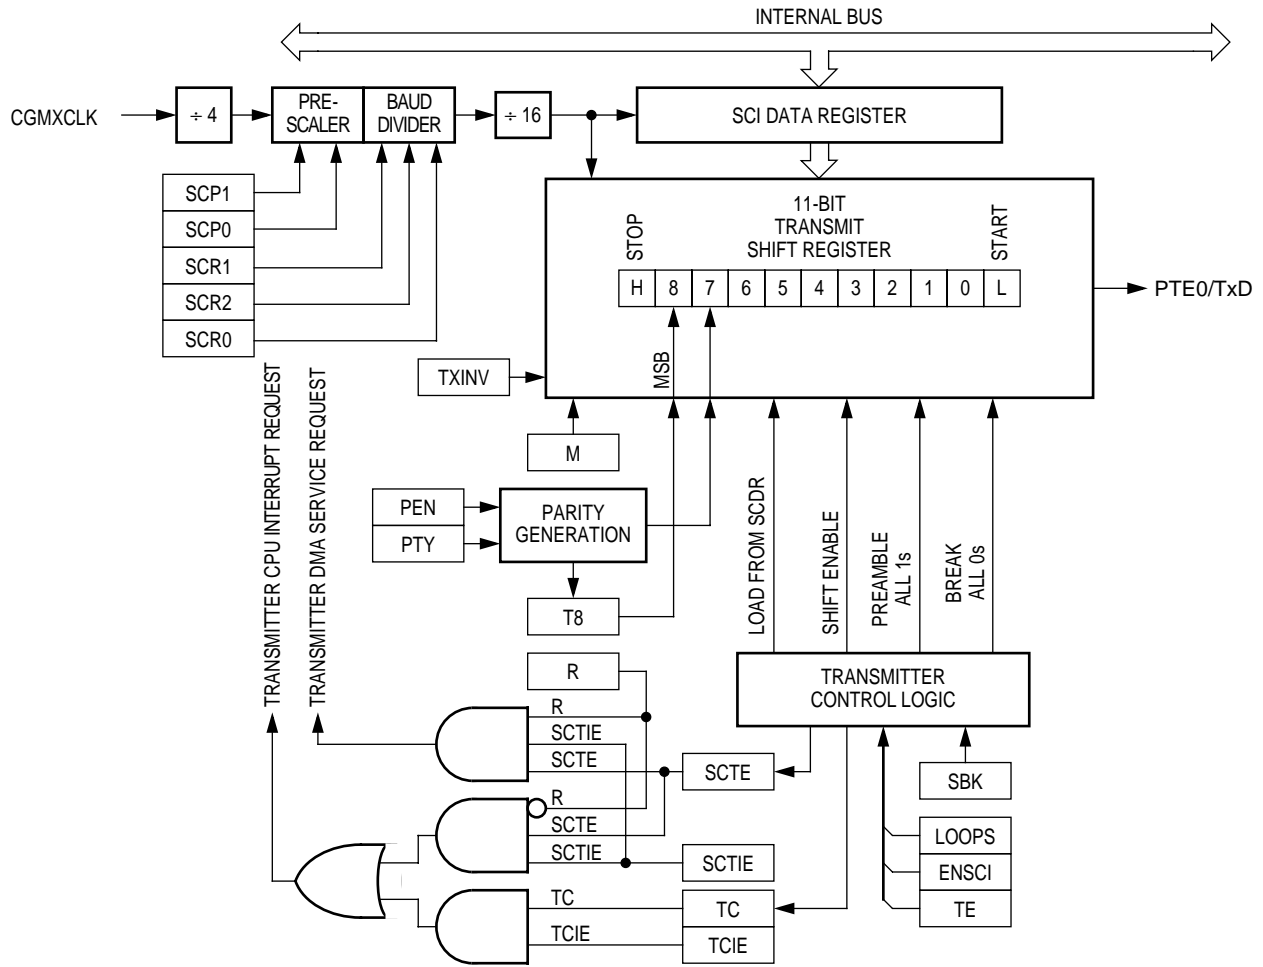 INTERNAL BUS
CGMXCLK
÷ 4
PRE-
SCALER
BAUD
DIVIDER
÷ 16
SCI DATA REGISTER
SCP1
SCP0
SCR1
SCR2
SCR0
11-BIT
TRANSMIT
SHIFT REGISTER
STOP
START
H 8 7 6 5 4 3 2 1 0 L
PTE0/TxD
TXINV
MSB
M
PEN
PTY
PARITY
GENERATION
T8
R
TRANSMITTER CPU INTERRUPT REQUEST
TRANSMITTER DMA SERVICE REQUEST
LOAD FROM SCDR
SHIFT ENABLE
PREAMBLE
ALL 1s
BREAK
ALL 0s
TRANSMITTER
CONTROL LOGIC
R
SCTIE
SCTE
SCTE
SBK
R
SCTE
SCTIE
SCTIE
LOOPS
ENSCI
TE
TC
TC
TCIE
TCIE